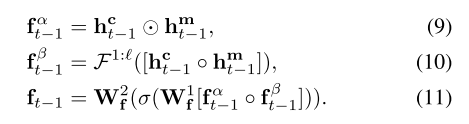 f^α_{t−1} = h^c_{t−1} ⊙ h^m_{t−1}, (9)
f^β_{t−1} = ℱ^{1:ℓ}([h^c_{t−1} ∘ h^m_{t−1}]), (10)
f_{t−1} = W^2_f(σ(W^1_f[f^α_{t−1} ∘ f^β_{t−1}])). (11)